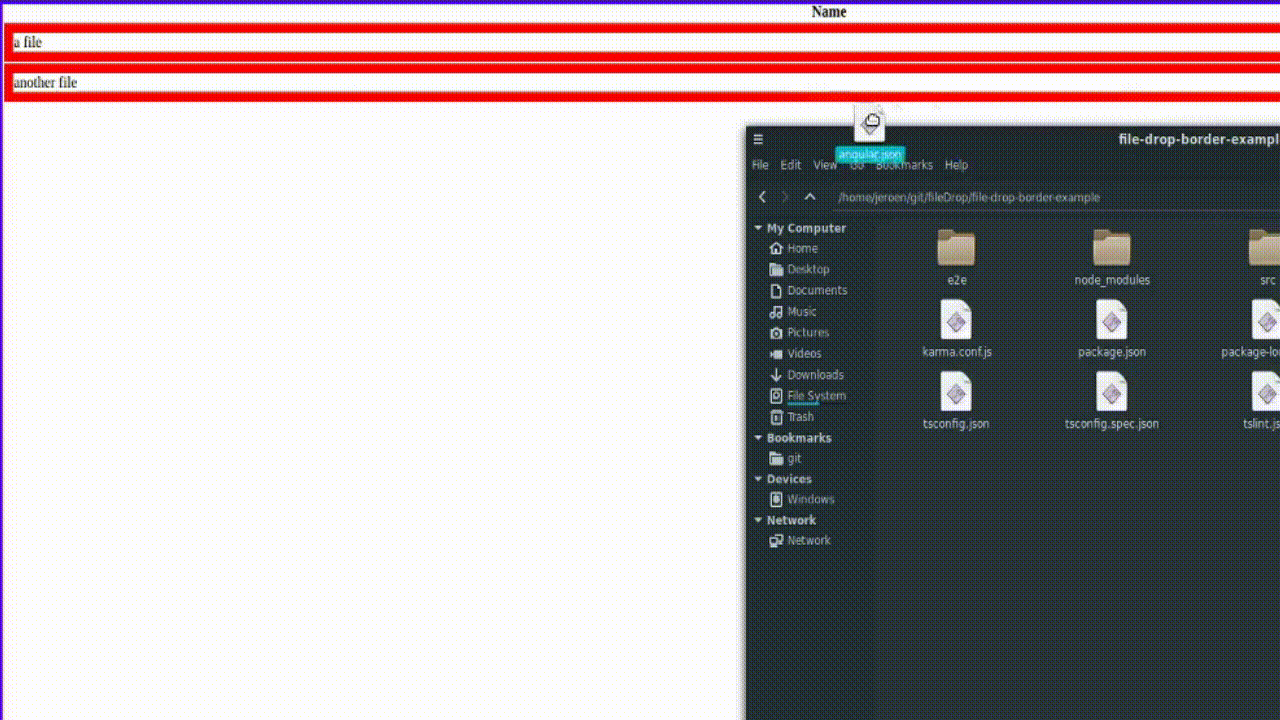 Name
a file
another file
angular.json
file-drop-border-exampl
File Edit View Go Bookmarks Help
/home/jeroen/git/fileDrop/file-drop-border-example
My Computer
Home
Desktop
Documents
Music
Pictures
Videos
Downloads
File System
Trash
Bookmarks
git
Devices
Windows
Network
Network
e2e node_modules src
karma.conf.js package.json package-lo
tsconfig.json tsconfig.spec.json tslint.js